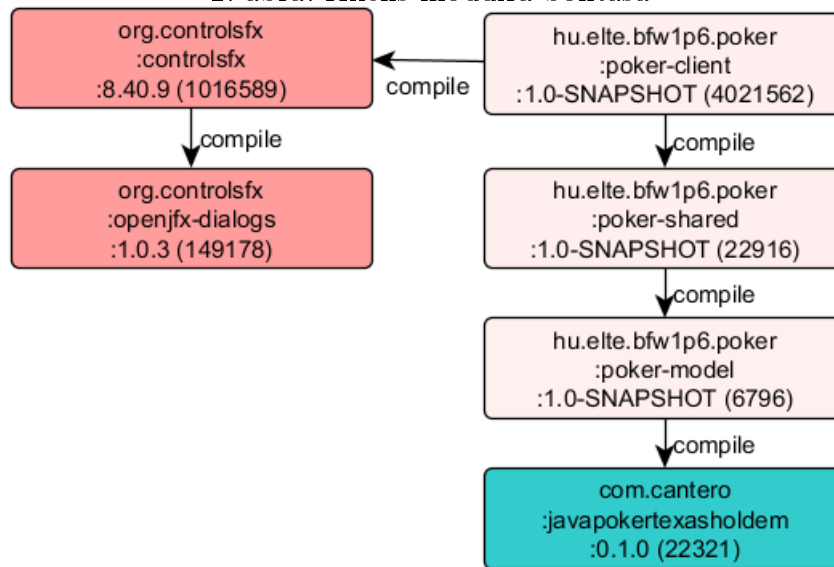 org.controlsfx
:controlsfx
:8.40.9 (1016589)
compile
hu.elte.bfw1p6.poker
:poker-client
:1.0-SNAPSHOT (4021562)
compile
compile
org.controlsfx
:openjfx-dialogs
:1.0.3 (149178)
hu.elte.bfw1p6.poker
:poker-shared
:1.0-SNAPSHOT (22916)
compile
hu.elte.bfw1p6.poker
:poker-model
:1.0-SNAPSHOT (6796)
compile
com.cantero
:javapokertexasholdem
:0.1.0 (22321)